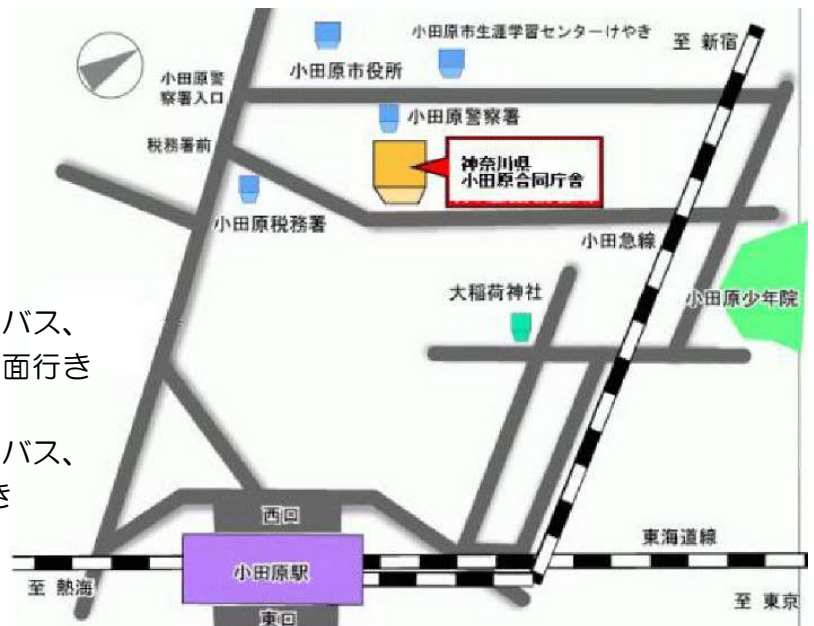 小田原市生涯学習センターけやき
至 新宿
小田原市役所
小田原警
察署入口
小田原警察署
税務署前
神奈川県
小田原合同庁舎
小田原税務署
小田急線
大稲荷神社
小田原少年院
バス、
面行き
バス、
き
西口
東海道線
小田原駅
至 熱海
至 東京
東口